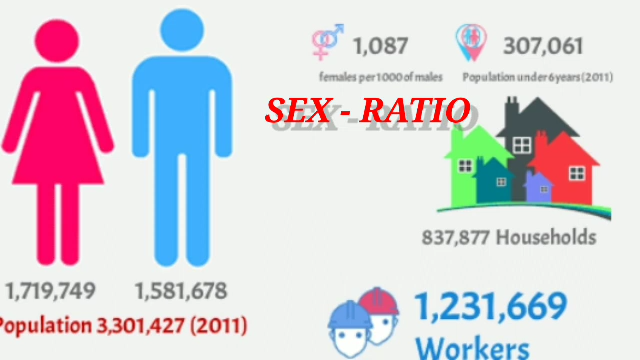 1,087
307,061
females per 1000 of males
Population under 6 years (2011)
SEX - RATIO
837,877 Households
1,719,749
1,581,678
Population 3,301,427 (2011)
1,231,669
Workers